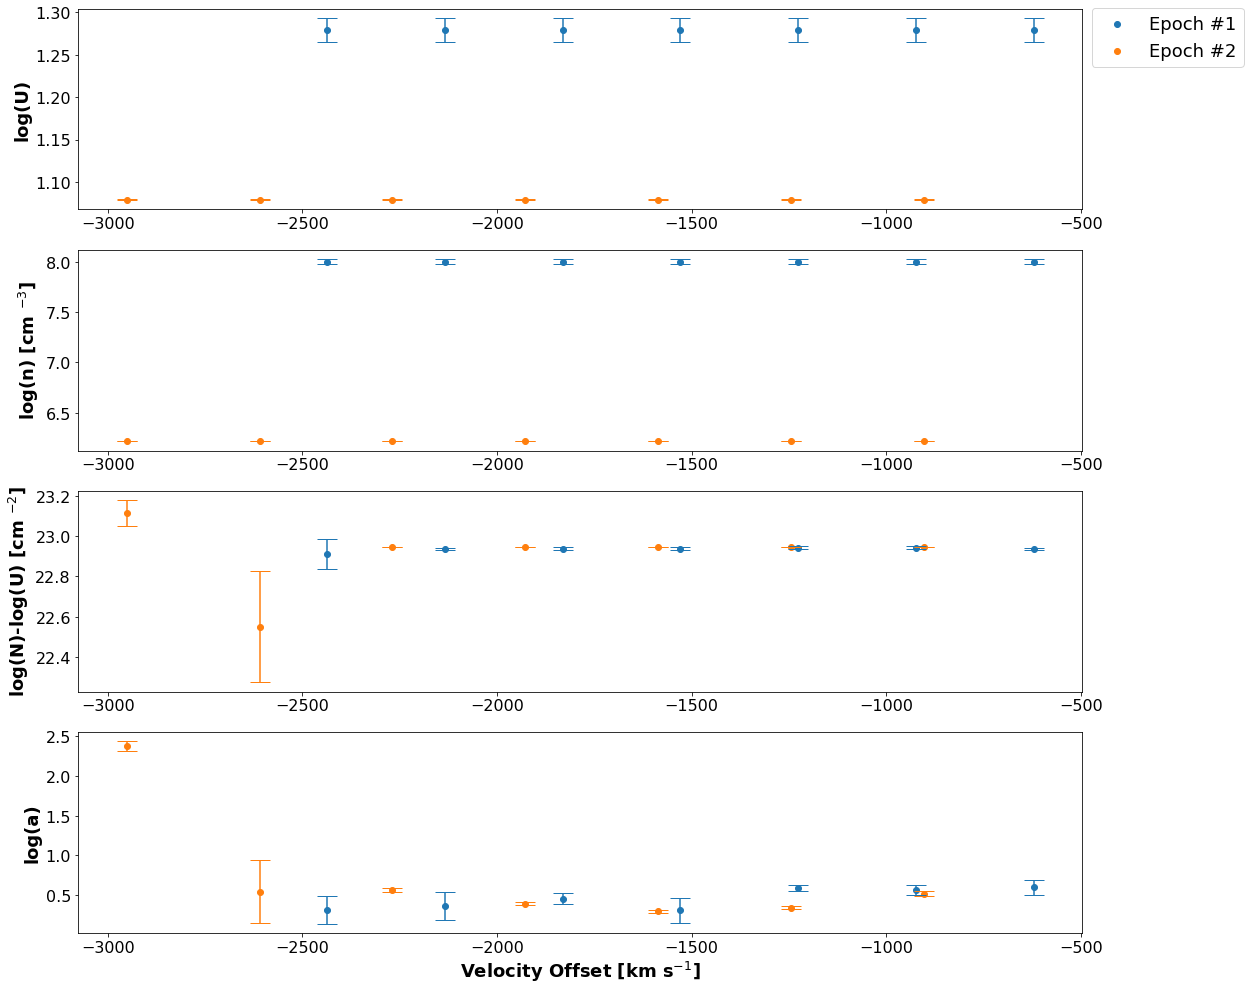 Epoch #1
Epoch #2
log(U)
1.30
1.25
1.20
1.15
1.10
−3000 −2500 −2000 −1500 −1000 −500
log(n) [cm ⁻³]
8.0
7.5
7.0
6.5
−3000 −2500 −2000 −1500 −1000 −500
log(N)-log(U) [cm ⁻²]
23.2
23.0
22.8
22.6
22.4
−3000 −2500 −2000 −1500 −1000 −500
log(a)
2.5
2.0
1.5
1.0
0.5
−3000 −2500 −2000 −1500 −1000 −500
Velocity Offset [km s⁻¹]